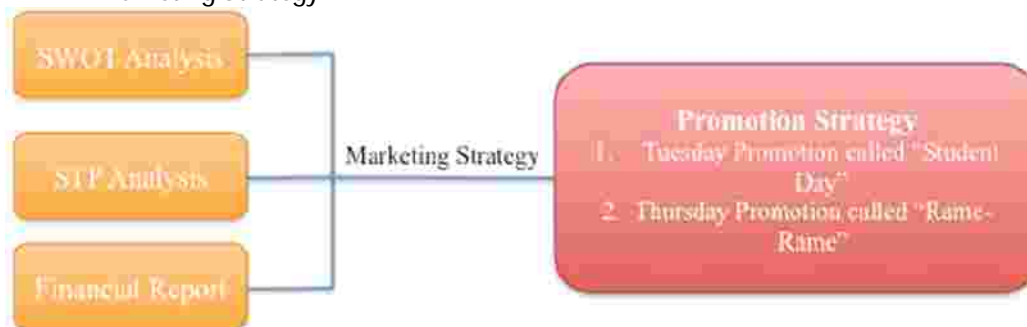 SWOT Analysis
STP Analysis
Financial Report
Marketing Strategy
Promotion Strategy
1. Tuesday Promotion called "Student
Day"
2. Thursday Promotion called "Rame-
Rame"